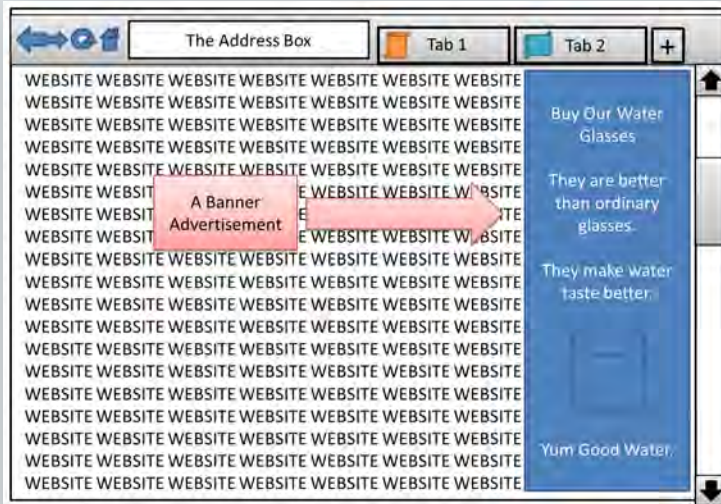 The Address Box
Tab 1
Tab 2
+
WEBSITE WEBSITE WEBSITE WEBSITE WEBSITE WEBSITE WEBSITE
WEBSITE WEBSITE WEBSITE WEBSITE WEBSITE WEBSITE WEBSITE
WEBSITE WEBSITE WEBSITE WEBSITE WEBSITE WEBSITE WEBSITE
WEBSITE WEBSITE WEBSITE WEBSITE WEBSITE WEBSITE WEBSITE
WEBSITE WEBSITE WEBSITE WEBSITE WEBSITE WEBSITE WEBSITE
WEBSITE WEBSITE WEBSITE WEBSITE
WEBSITE
WEBSITE WEBSITE WEBSITE WEBSITE
WEBSITE WEBSITE WEBSITE WEBSITE WEBSITE WEBSITE WEBSITE
WEBSITE WEBSITE WEBSITE WEBSITE WEBSITE WEBSITE WEBSITE
WEBSITE WEBSITE WEBSITE WEBSITE WEBSITE WEBSITE WEBSITE
WEBSITE WEBSITE WEBSITE WEBSITE WEBSITE WEBSITE WEBSITE
WEBSITE WEBSITE WEBSITE WEBSITE WEBSITE WEBSITE WEBSITE
WEBSITE WEBSITE WEBSITE WEBSITE WEBSITE WEBSITE WEBSITE
WEBSITE WEBSITE WEBSITE WEBSITE WEBSITE WEBSITE WEBSITE
WEBSITE WEBSITE WEBSITE WEBSITE WEBSITE WEBSITE WEBSITE
WEBSITE WEBSITE WEBSITE WEBSITE WEBSITE WEBSITE WEBSITE
WEBSITE WEBSITE WEBSITE WEBSITE WEBSITE WEBSITE WEBSITE
WEBSITE WEBSITE WEBSITE WEBSITE WEBSITE WEBSITE WEBSITE
A Banner
Advertisement
Buy Our Water
Glasses
They are better
than ordinary
glasses.
They make water
taste better.
Yum Good Water.